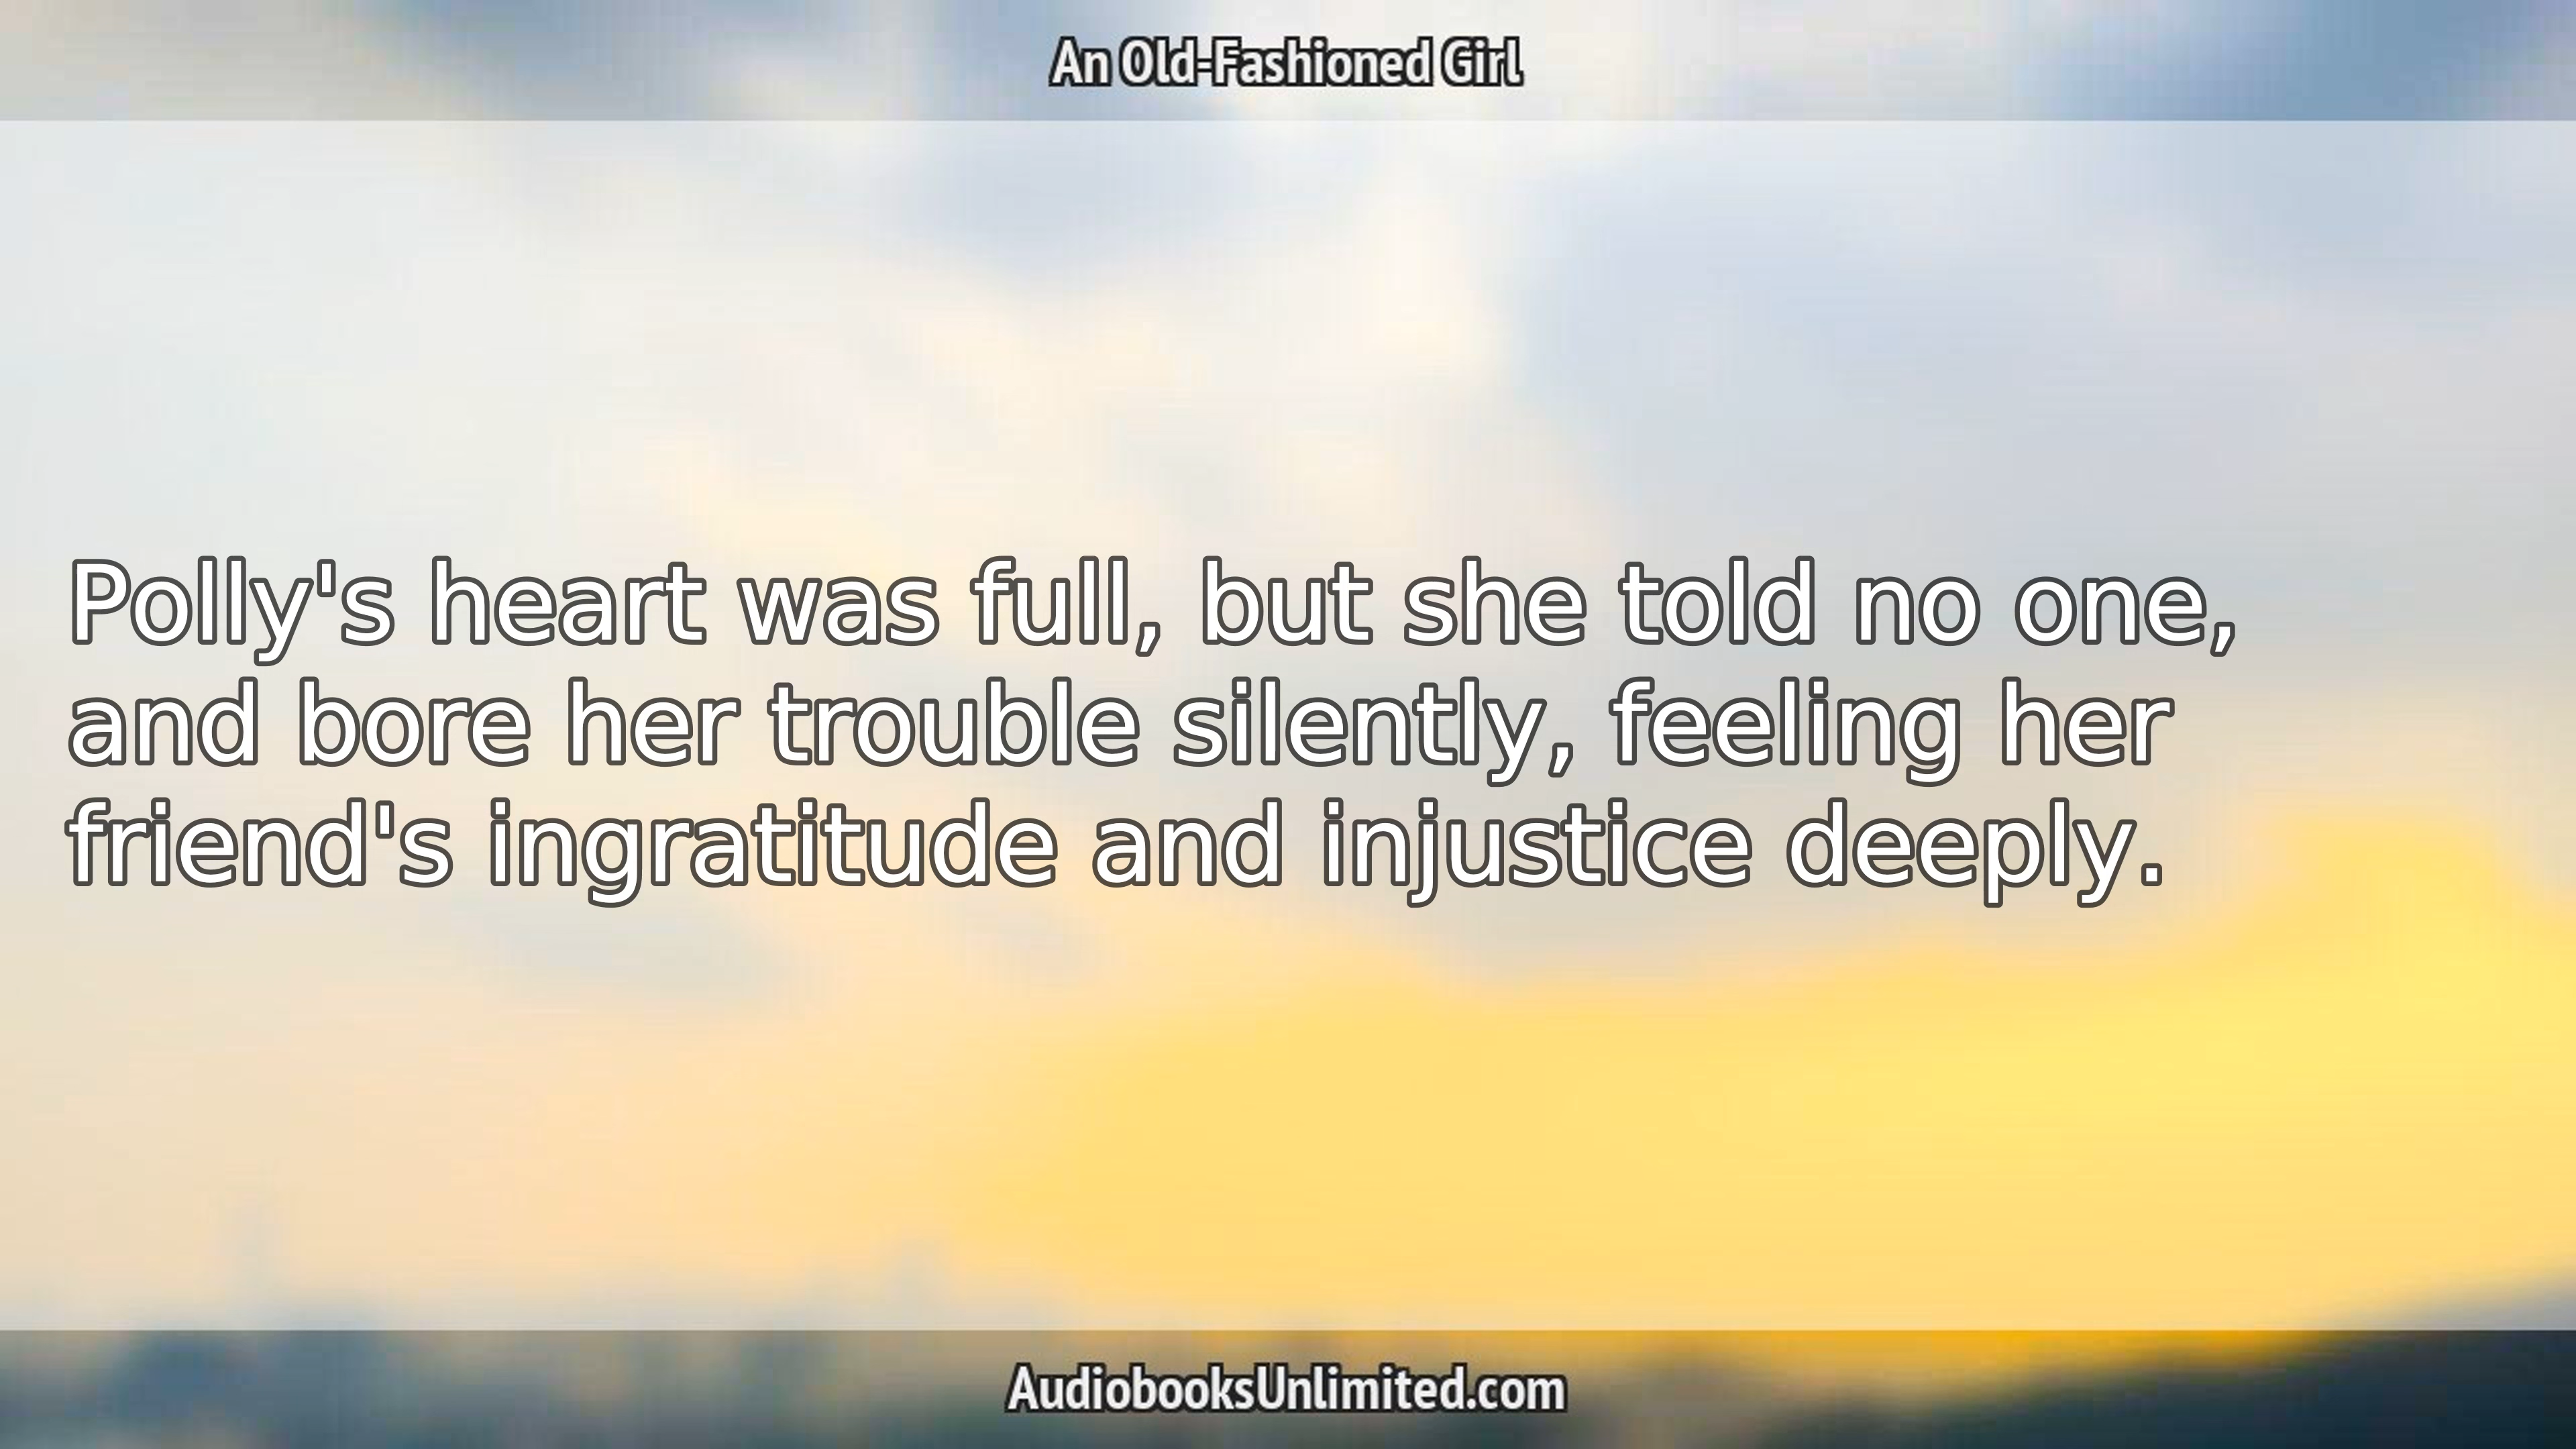 An Old-Fashioned Girl
Polly's heart was full, but she told no one,
and bore her trouble silently, feeling her
friend's ingratitude and injustice deeply.
AudiobooksUnlimited.com